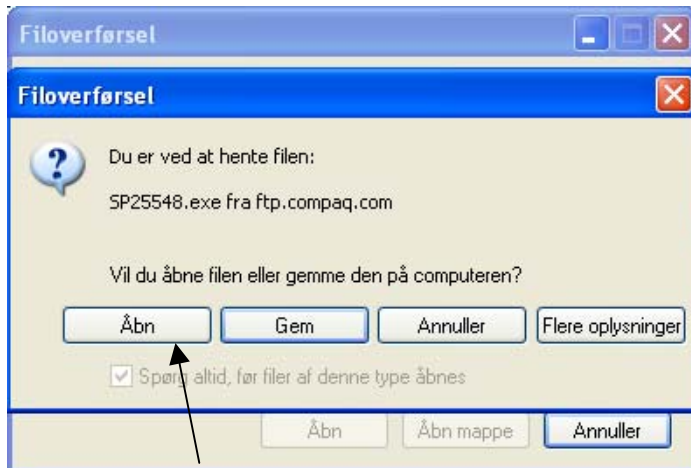 Filoverførsel
Filoverførsel
Du er ved at hente filen:
SP25548.exe fra ftp.compaq.com
Vil du åbne filen eller gemme den på computeren?
Åbn Gem Annuller Flere oplysninger
Spørg altid, før filer af denne type åbnes
Åbn Åbn mappe Annuller